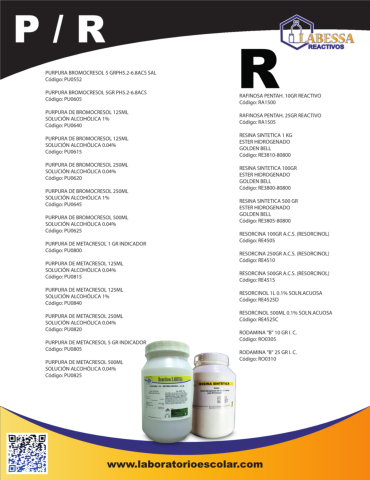 P / R
LABESSA
REACTIVOS
PURPURA BROMOCRESOL 5 GRPH5.2-6.8ACS SAL
Código: PU0552
PURPURA BROMOCRESOL 5GR PH5.2-6.8ACS
Código: PU0605
PURPURA DE BROMOCRESOL 125ML
SOLUCIÓN ALCOHÓLICA 1%
Código: PU0640
PURPURA DE BROMOCRESOL 125ML
SOLUCIÓN ALCOHÓLICA 0.04%
Código: PU0615
PURPURA DE BROMOCRESOL 250ML
SOLUCIÓN ALCOHÓLICA 0.04%
Código: PU0620
PURPURA DE BROMOCRESOL 250ML
SOLUCIÓN ALCOHÓLICA 1%
Código: PU0645
PURPURA DE BROMOCRESOL 500ML
SOLUCIÓN ALCOHÓLICA 0.04%
Código: PU0625
PURPURA DE METACRESOL 1 GR INDICADOR
Código: PU0800
PURPURA DE METACRESOL 125ML
SOLUCIÓN ALCOHÓLICA 0.04%
Código: PU0815
PURPURA DE METACRESOL 125ML
SOLUCIÓN ALCOHÓLICA 1%
Código: PU0840
PURPURA DE METACRESOL 250ML
SOLUCIÓN ALCOHÓLICA 0.04%
Código: PU0820
PURPURA DE METACRESOL 5 GR INDICADOR
Código: PU0805
PURPURA DE METACRESOL 500ML
SOLUCIÓN ALCOHÓLICA 0.04%
Código: PU0825
R
RAFINOSA PENTAH. 10GR REACTIVO
Código: RA1500
RAFINOSA PENTAH. 25GR REACTIVO
Código: RA1505
RESINA SINTETICA 1 KG
ESTER HIDROGENADO
GOLDEN BELL
Código: RE3810-80800
RESINA SINTETICA 100GR
ESTER HIDROGENADO
GOLDEN BELL
Código: RE3800-80800
RESINA SINTETICA 500 GR
ESTER HIDROGENADO
GOLDEN BELL
Código: RE3805-80800
RESORCINA 100GR A.C.S. (RESORCINOL)
Código: RE4505
RESORCINA 250GR A.C.S. (RESORCINOL)
Código: RE4510
RESORCINA 500GR A.C.S. (RESORCINOL)
Código: RE4515
RESORCINOL 1L 0.1% SOLN.ACUOSA
Código: RE4525D
RESORCINOL 500ML 0.1% SOLN.ACUOSA
Código: RE4525C
RODAMINA "B" 10 GR I. C.
Código: RO0305
RODAMINA "B" 25 GR I. C.
Código: RO0310
RESINA SINTETICA
www.laboratorioescolar.com